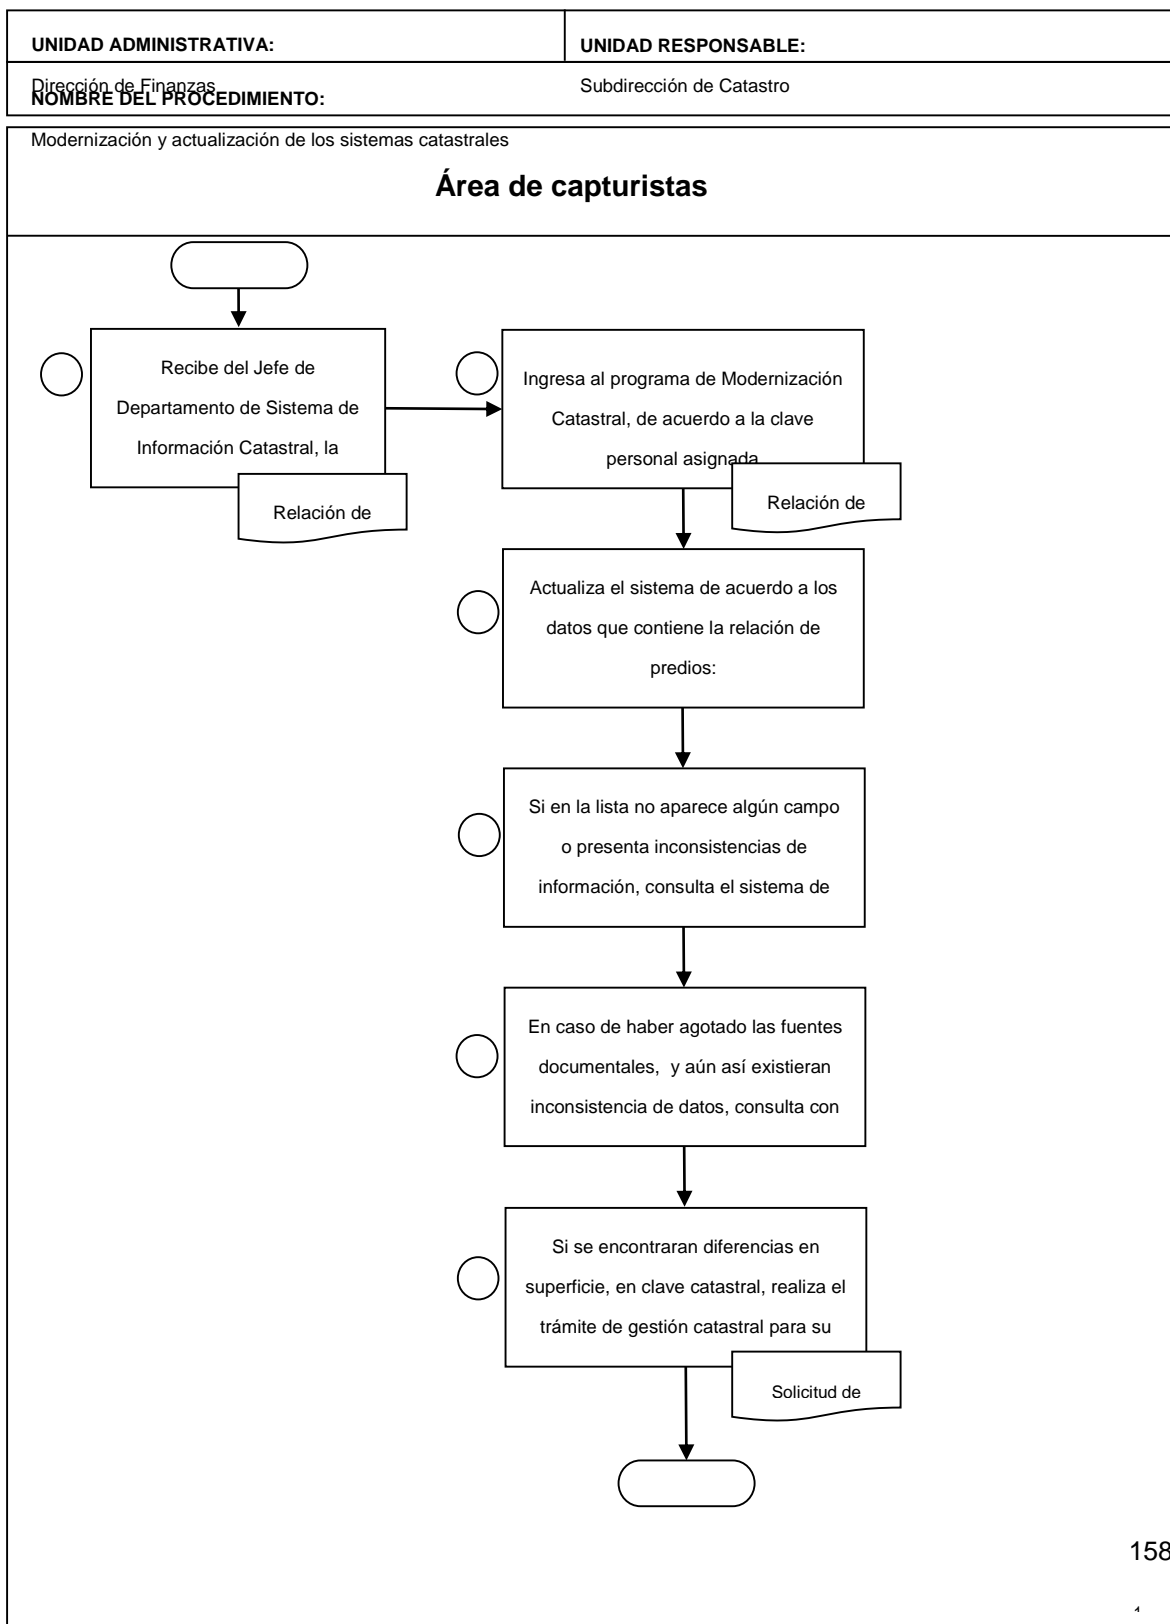 UNIDAD ADMINISTRATIVA:
UNIDAD RESPONSABLE:
Dirección de Finanzas
Subdirección de Catastro
NOMBRE DEL PROCEDIMIENTO:
Modernización y actualización de los sistemas catastrales
Área de capturistas
Recibe del Jefe de
Departamento de Sistema de
Información Catastral, la
Relación de
Ingresa al programa de Modernización
Catastral, de acuerdo a la clave
personal asignada
Relación de
Actualiza el sistema de acuerdo a los
datos que contiene la relación de
predios:
Si en la lista no aparece algún campo
o presenta inconsistencias de
información, consulta el sistema de
En caso de haber agotado las fuentes
documentales, y aún así existieran
inconsistencia de datos, consulta con
Si se encontraran diferencias en
superficie, en clave catastral, realiza el
trámite de gestión catastral para su
Solicitud de
158